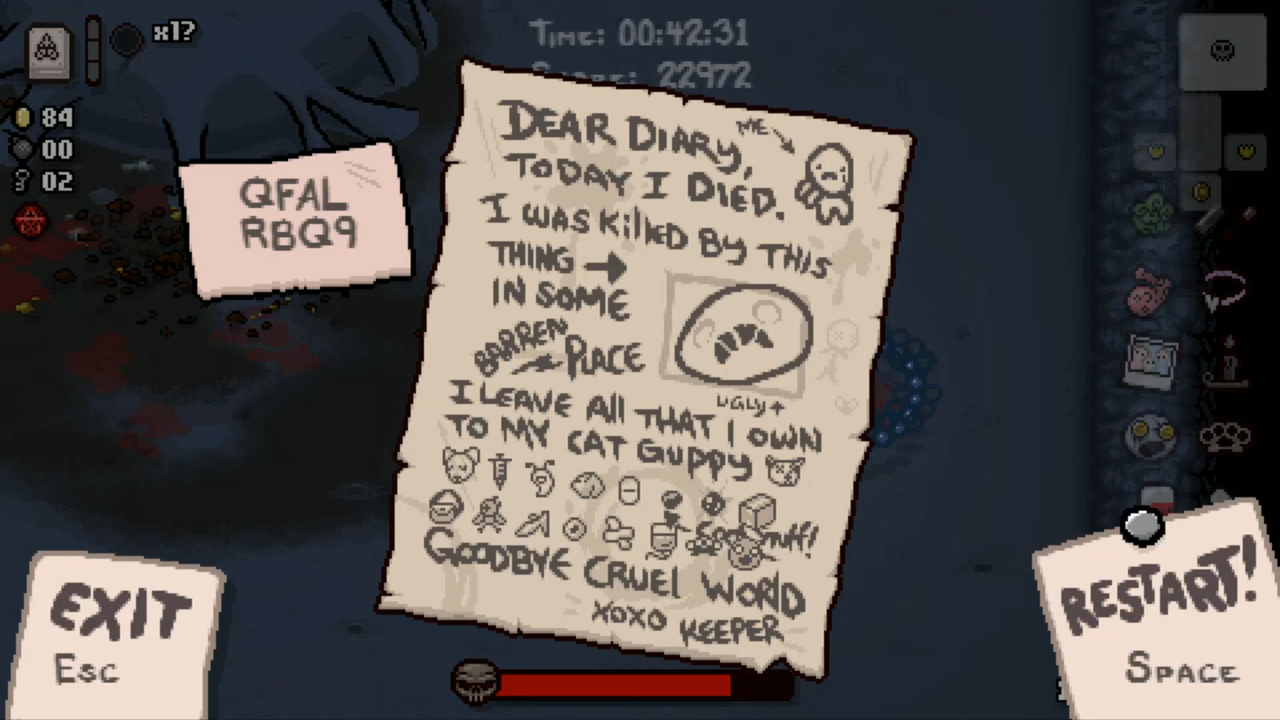 x1?
Time: 00:42:31
Score: 22972
84
00
02
QFAL
RBQ9
DEAR DIARY,
ME
TODAY I DIED.
I WAS KILLED BY THIS
THING
IN SOME
BARREN
PLACE
UGLY
I LEAVE ALL THAT I OWN
TO MY CAT GUPPY
GOODBYE CRUEL WORLD
XOXO KEEPER
EXIT
Esc
RESTART!
SPACE